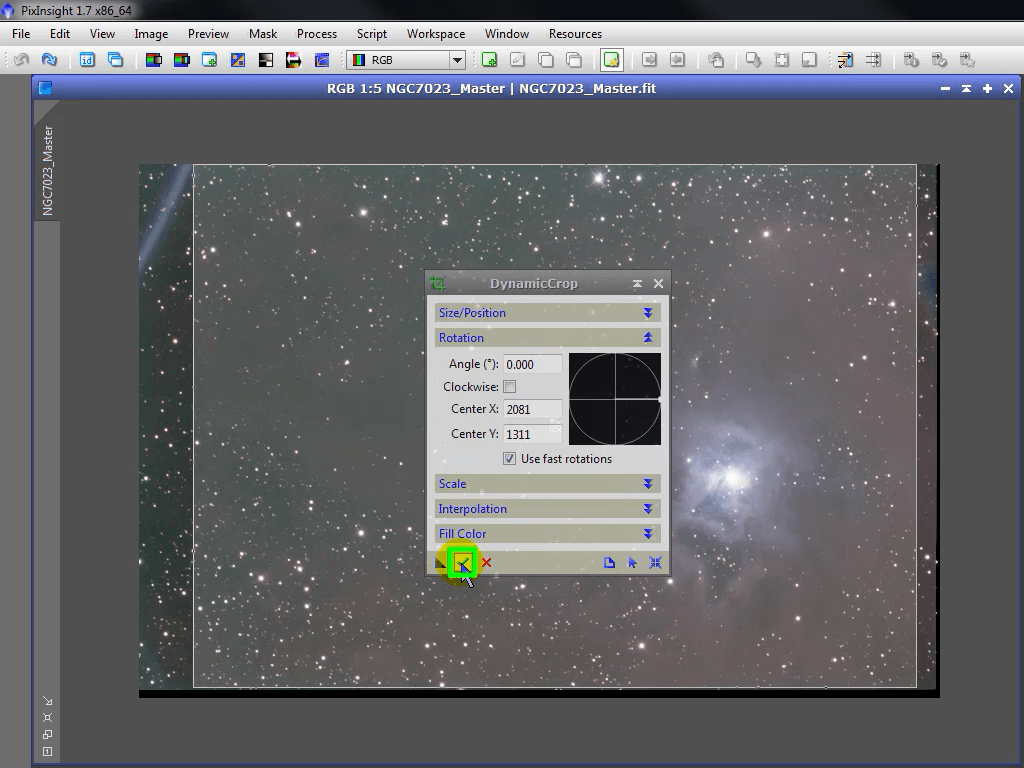 PixInsight 1.7 x86_64
File Edit View Image Preview Mask Process Script Workspace Window Resources
id RGB
RGB 1:5 NGC7023_Master | NGC7023_Master.fit
NGC7023_Master
DynamicCrop
Size/Position
Rotation
Angle (°): 0.000
Clockwise:
Center X: 2081
Center Y: 1311
Use fast rotations
Scale
Interpolation
Fill Color